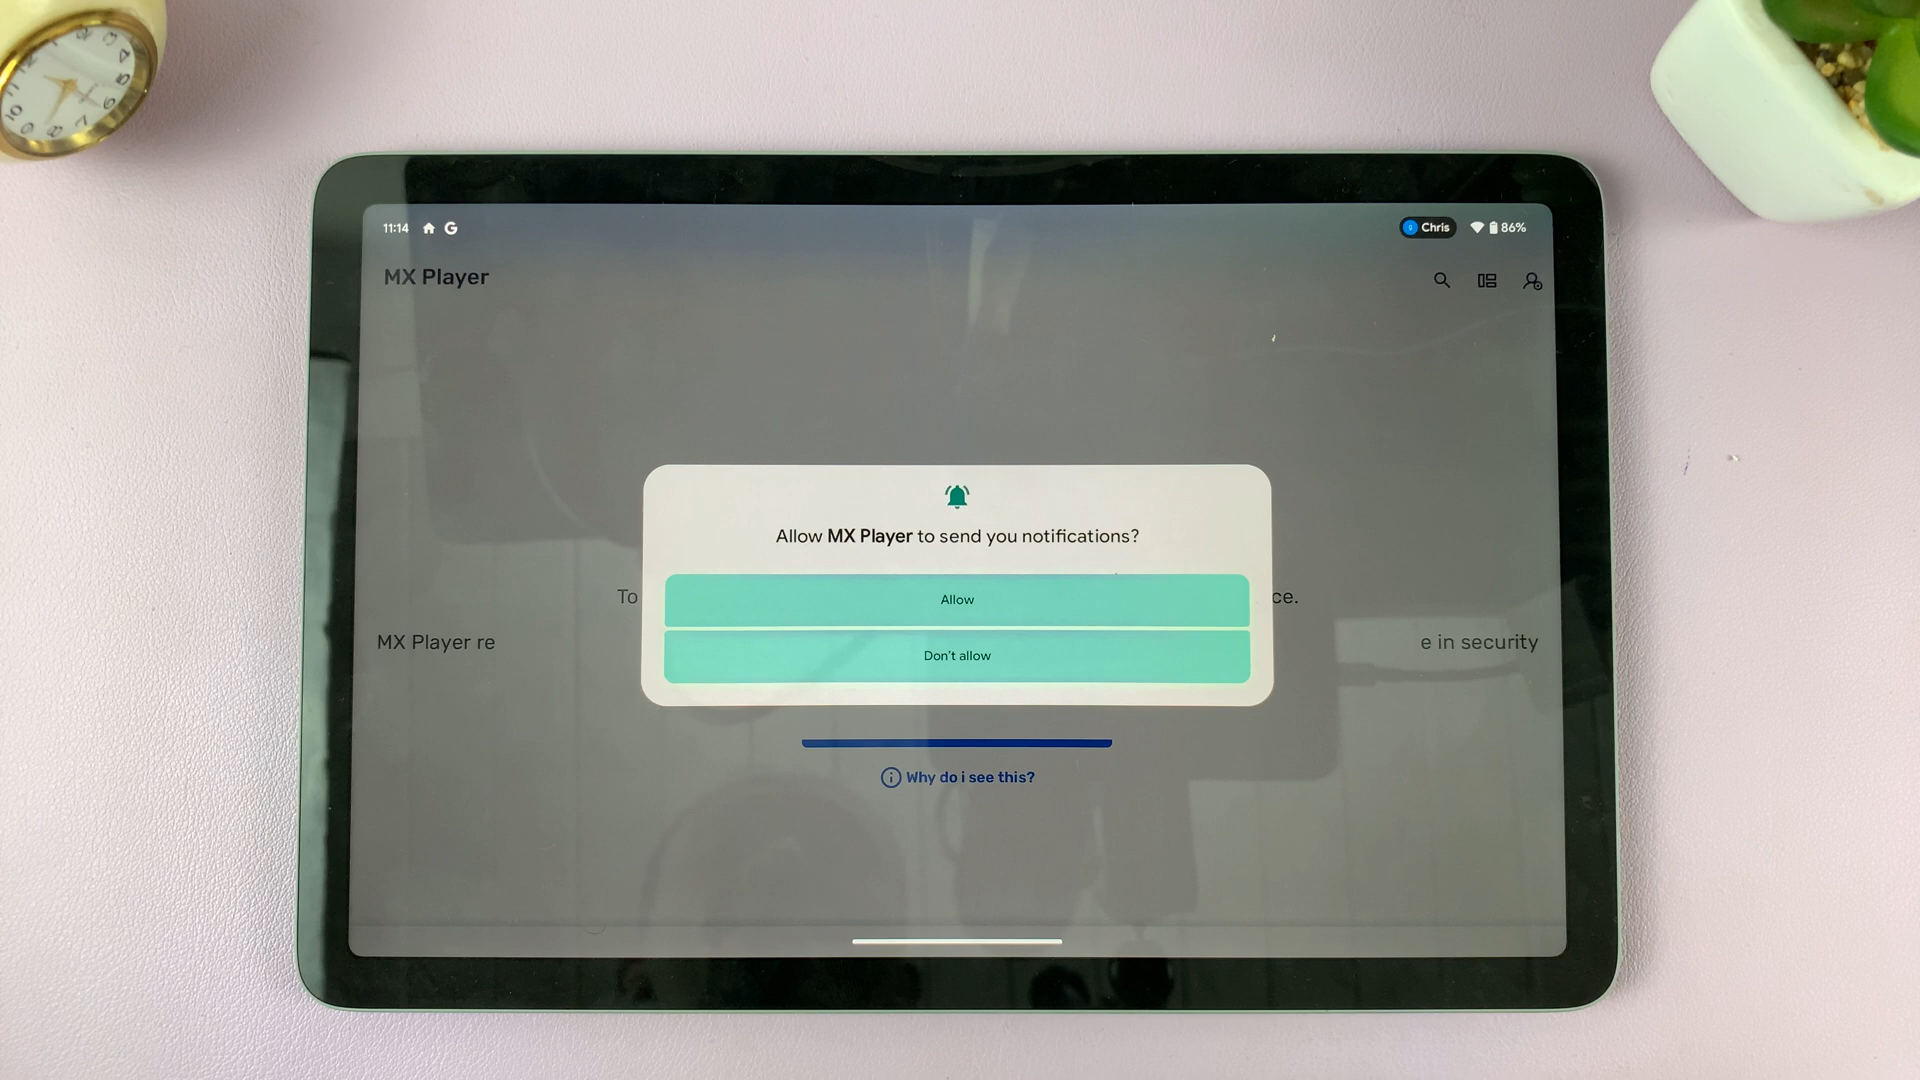 11:14
Chris
86%
MX Player
Allow MX Player to send you notifications?
Allow
To
ce.
MX Player re
e in security
Don't allow
Why do i see this?